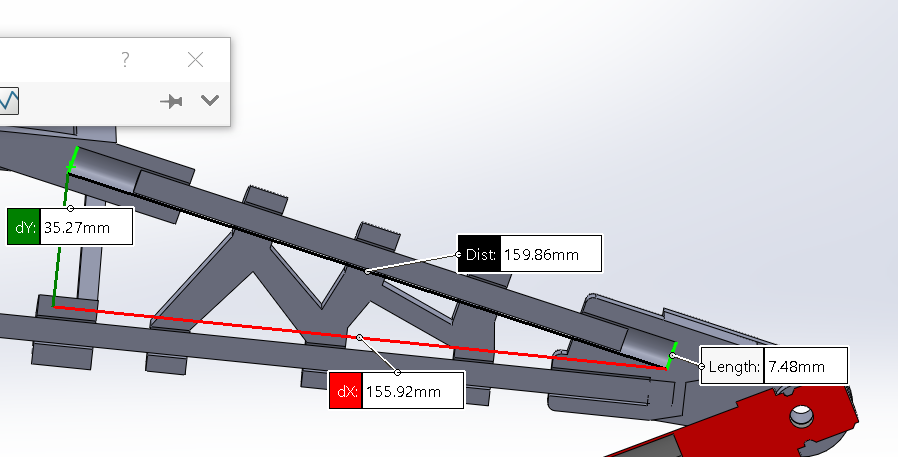 ?
dY: 35.27mm
Dist: 159.86mm
Length: 7.48mm
dX: 155.92mm